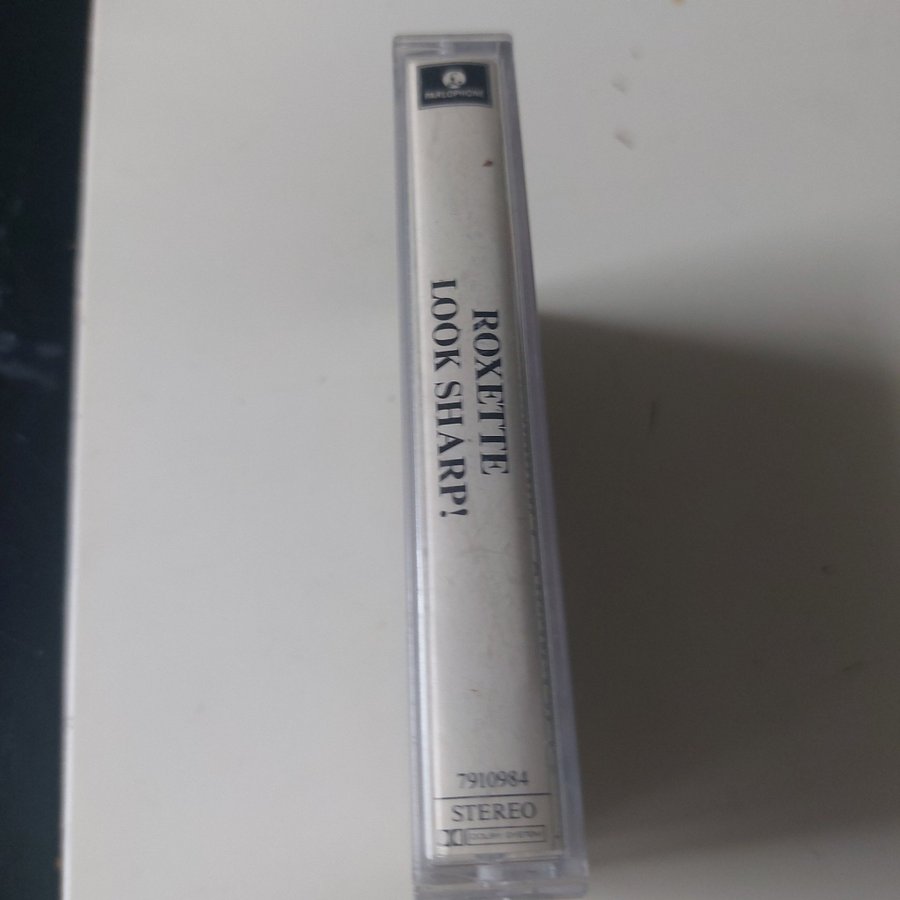 PARLOPHONE
ROXETTE
LOOK SHARP!
7910984
STEREO
DOLBY SYSTEM